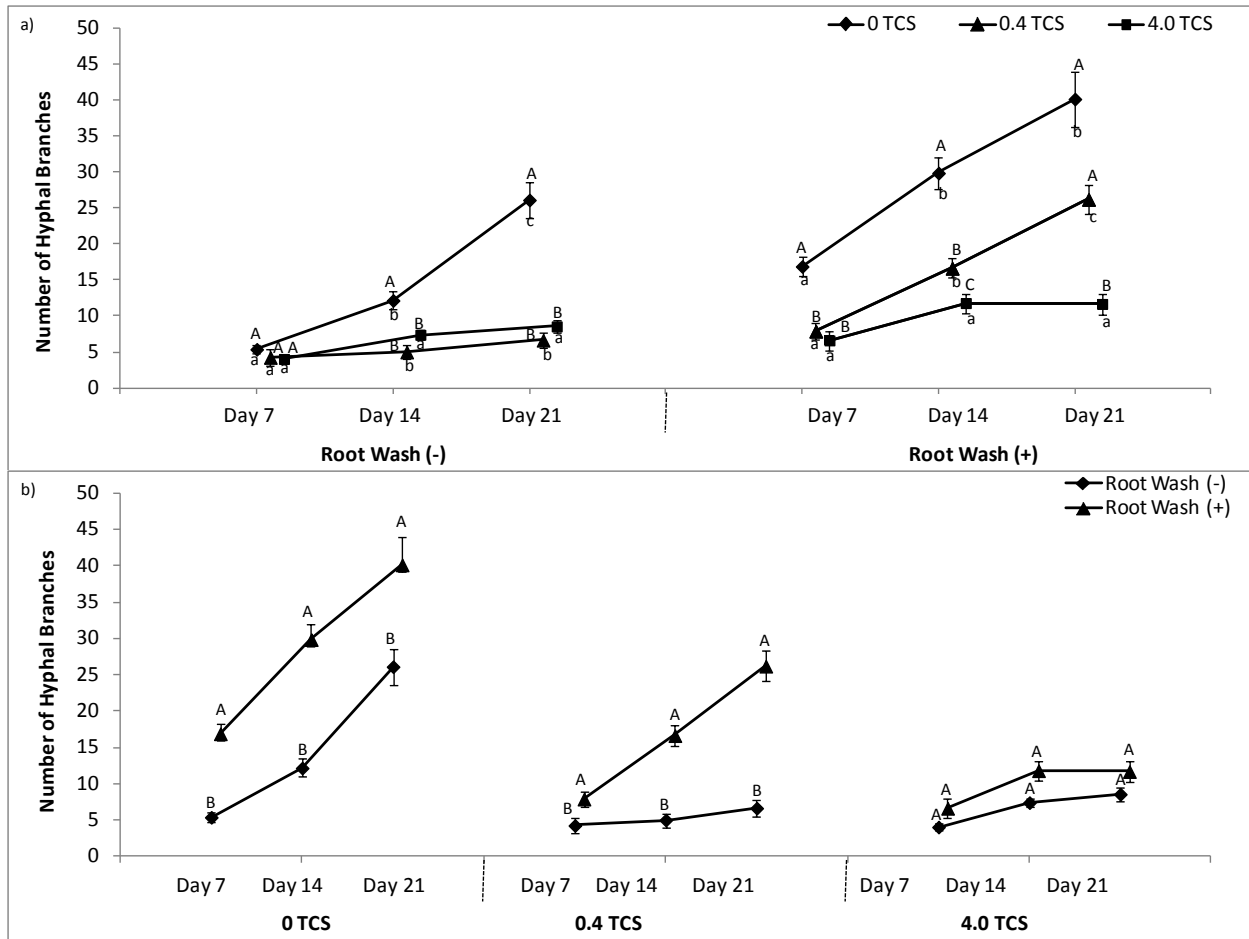 a)
0 TCS 0.4 TCS 4.0 TCS
Number of Hyphal Branches
50
45
40
35
30
25
20
15
10
5
0
A A A
a b c
A B B
a b b
A B B
a a a
A A A
a b b
B B A
a b c
B C B
a a a
Day 7 Day 14 Day 21 Day 7 Day 14 Day 21
Root Wash (-) Root Wash (+)
b)
Root Wash (-)
Root Wash (+)
Number of Hyphal Branches
50
45
40
35
30
25
20
15
10
5
0
A A A
B B B
A A A
B B B
A A A
A A A
Day 7 Day 14 Day 21 Day 7 Day 14 Day 21 Day 7 Day 14 Day 21
0 TCS 0.4 TCS 4.0 TCS